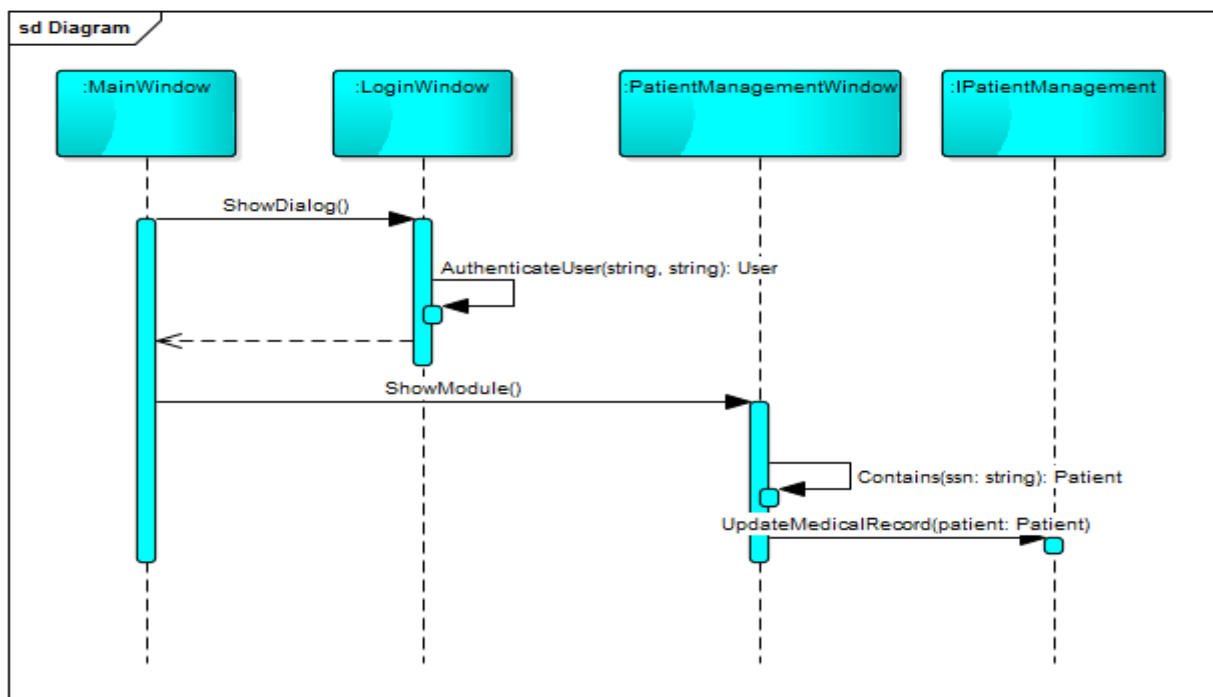 sd Diagram
:MainWindow
:LoginWindow
:PatientManagementWindow
:IPatientManagement
ShowDialog()
AuthenticateUser(string, string): User
ShowModule()
Contains(ssn: string): Patient
UpdateMedicalRecord(patient: Patient)